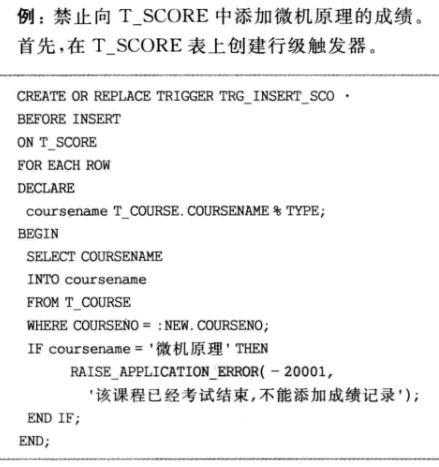 例：禁止向 T_SCORE 中添加微机原理的成绩。
首先，在 T_SCORE 表上创建行级触发器。
CREATE OR REPLACE TRIGGER TRG_INSERT_SCO
BEFORE INSERT
ON T_SCORE
FOR EACH ROW
DECLARE
coursename T_COURSE.COURSENAME % TYPE;
BEGIN
SELECT COURSENAME
INTO coursename
FROM T_COURSE
WHERE COURSENO = :NEW.COURSENO;
IF coursename = '微机原理' THEN
RAISE_APPLICATION_ERROR( - 20001,
'该课程已经考试结束,不能添加成绩记录');
END IF;
END;